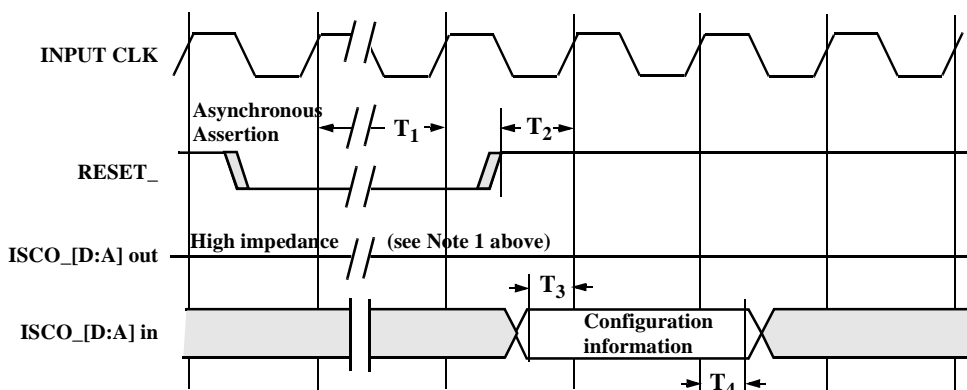 INPUT CLK
Asynchronous
Assertion
T1
T2
RESET_
High impedance
(see Note 1 above)
ISCO_[D:A] out
T3
ISCO_[D:A] in
Configuration
information
T4